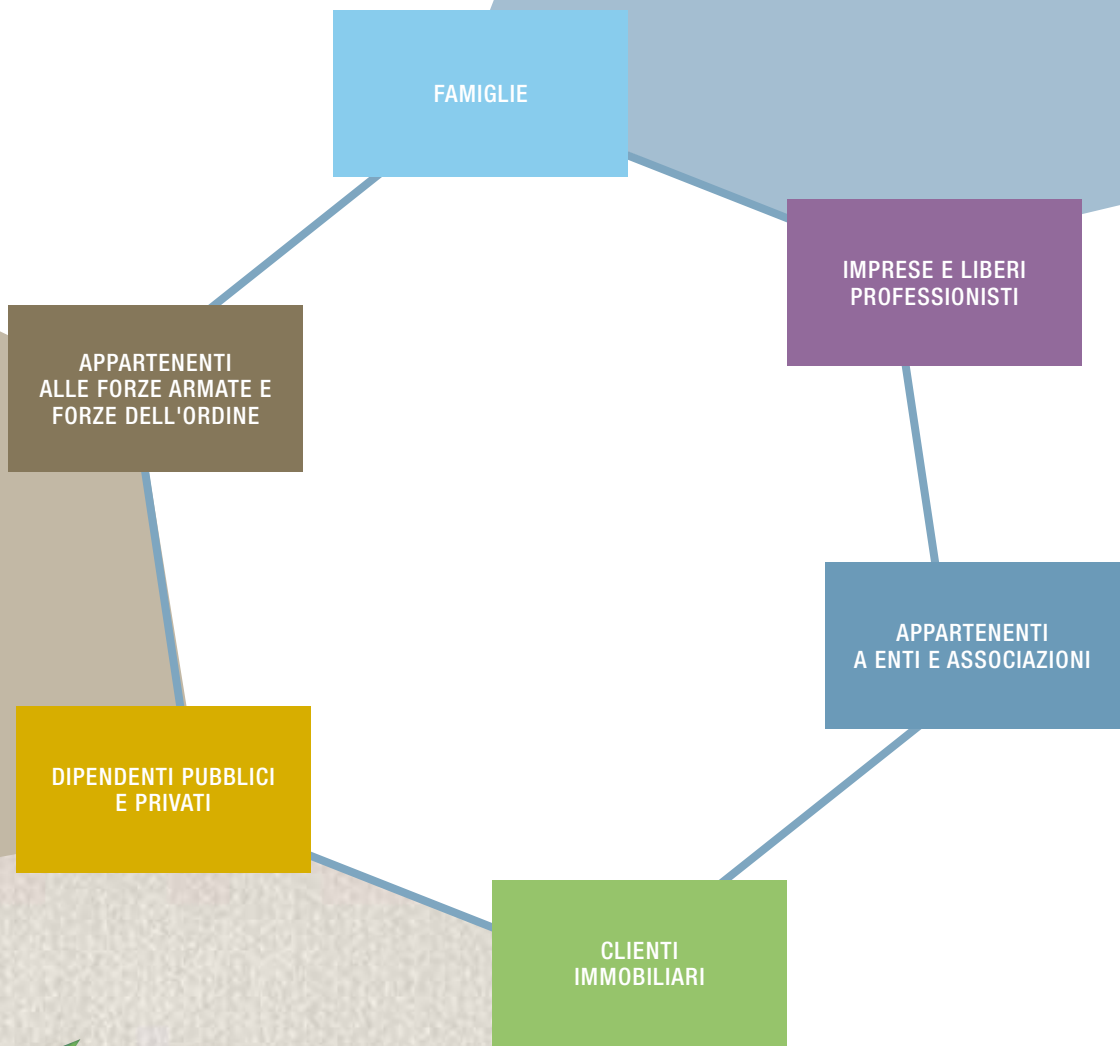 FAMIGLIE
IMPRESE E LIBERI
PROFESSIONISTI
APPARTENENTI
ALLE FORZE ARMATE E
FORZE DELL'ORDINE
APPARTENENTI
A ENTI E ASSOCIAZIONI
DIPENDENTI PUBBLICI
E PRIVATI
CLIENTI
IMMOBILIARI